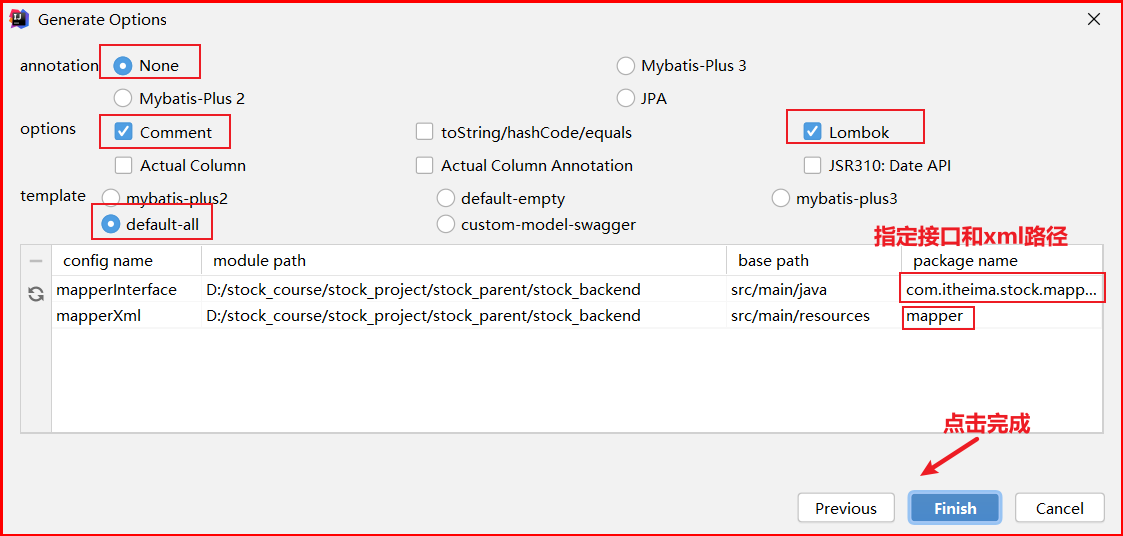 Generate Options
annotation None Mybatis-Plus 3
Mybatis-Plus 2 JPA
options Comment toString/hashCode/equals Lombok
Actual Column Actual Column Annotation JSR310: Date API
template mybatis-plus2 default-empty mybatis-plus3
default-all custom-model-swagger
指定接口和xml路径
config name module path base path package name
mapperInterface D:/stock_course/stock_project/stock_parent/stock_backend src/main/java com.itheima.stock.mapp...
mapperXml D:/stock_course/stock_project/stock_parent/stock_backend src/main/resources mapper
点击完成
Previous Finish Cancel